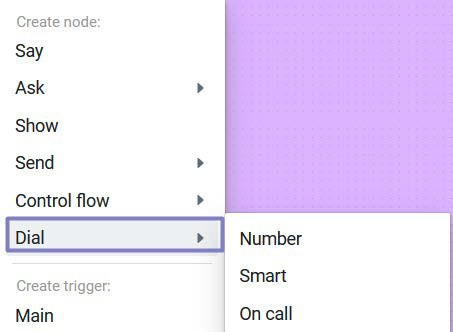 Create node:
Say
Ask
Show
Send
Control flow
Dial
Number
Smart
On call
Create trigger:
Main